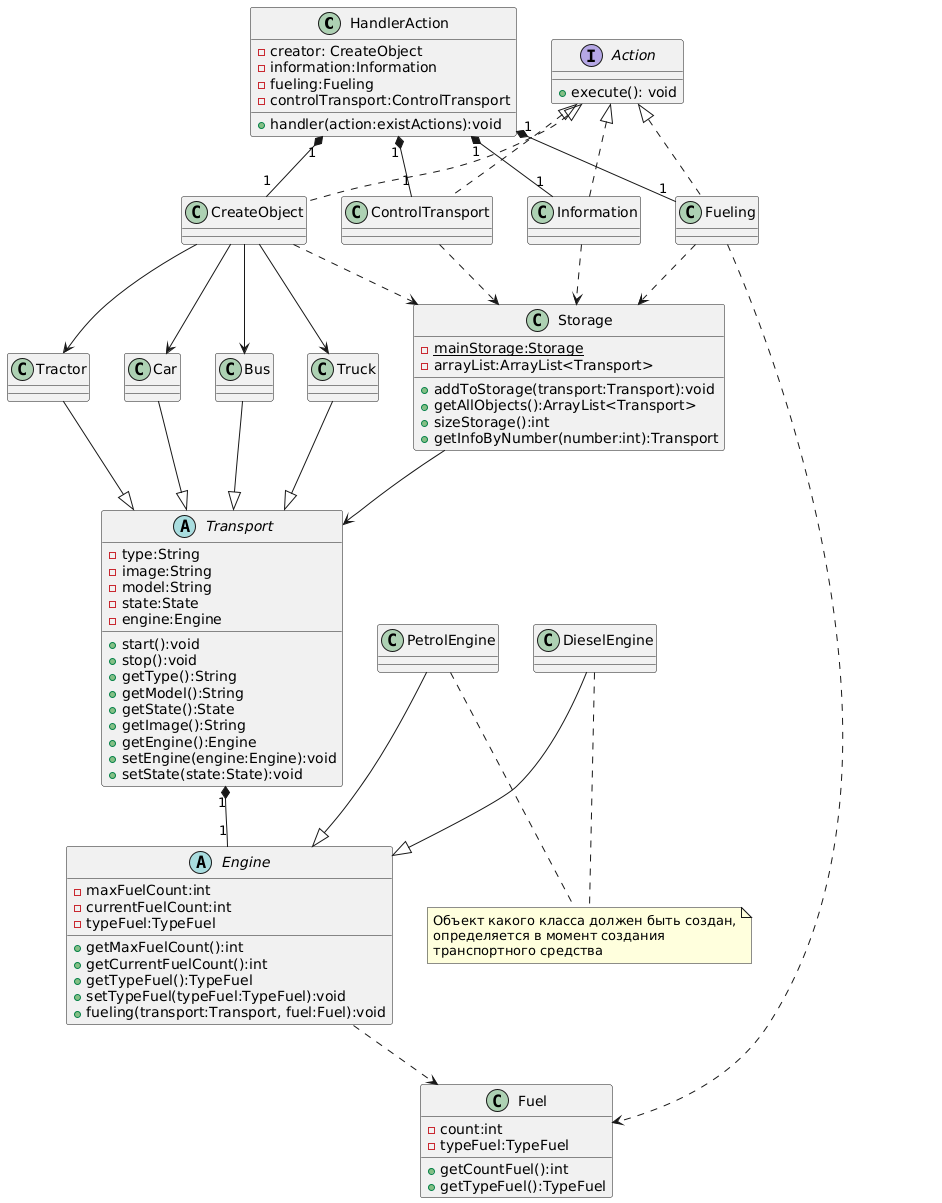 C HandlerAction
creator: CreateObject
information:Information
fueling:Fueling
controlTransport:ControlTransport
handler(action:existActions):void
I Action
execute(): void
1
1
1
1
1
1
1
1
C CreateObject
C ControlTransport
C Information
C Fueling
C Tractor
C Car
C Bus
C Truck
C Storage
mainStorage:Storage
arrayList:ArrayList<Transport>
addToStorage(transport:Transport):void
getAllObjects():ArrayList<Transport>
sizeStorage():int
getInfoByNumber(number:int):Transport
A Transport
type:String
image:String
model:String
state:State
engine:Engine
start():void
stop():void
getType():String
getModel():String
getState():State
getImage():String
getEngine():Engine
setEngine(engine:Engine):void
setState(state:State):void
C PetrolEngine
C DieselEngine
1
1
A Engine
maxFuelCount:int
currentFuelCount:int
typeFuel:TypeFuel
getMaxFuelCount():int
getCurrentFuelCount():int
getTypeFuel():TypeFuel
setTypeFuel(typeFuel:TypeFuel):void
fueling(transport:Transport, fuel:Fuel):void
Объект какого класса должен быть создан,
определяется в момент создания
транспортного средства
C Fuel
count:int
typeFuel:TypeFuel
getCountFuel():int
getTypeFuel():TypeFuel